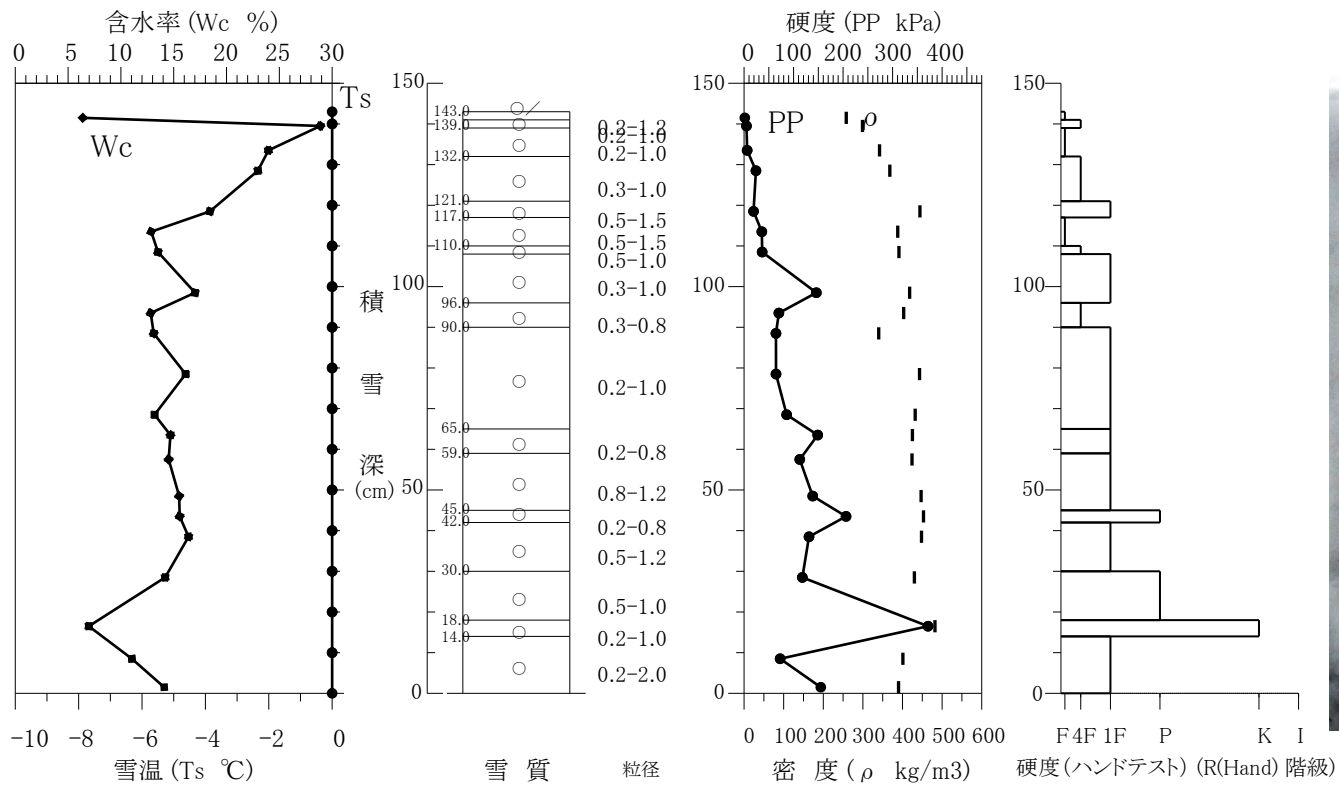 含水率 (Wc %)
0 5 10 15 20 25 30
Ts
Wc
積
雪
深
(cm)
-10 -8 -6 -4 -2 0
雪温 (Ts ℃)
150
100
50
0
143.0
139.0
132.0
121.0
117.0
110.0
96.0
90.0
65.0
59.0
45.0
42.0
30.0
18.0
14.0
雪 質
0.2-1.2
0.2-1.0
0.2-1.0
0.3-1.0
0.5-1.5
0.5-1.5
0.5-1.0
0.3-1.0
0.3-0.8
0.2-1.0
0.2-0.8
0.8-1.2
0.2-0.8
0.5-1.2
0.5-1.0
0.2-1.0
0.2-2.0
粒径
硬度 (PP kPa)
0 100 200 300 400
150
100
50
0
PP ρ
0 100 200 300 400 500 600
密 度 ( ρ kg/m3)
150
100
50
0
F 4F 1F P K I
硬度 (ハンドテスト) (R(Hand) 階級)